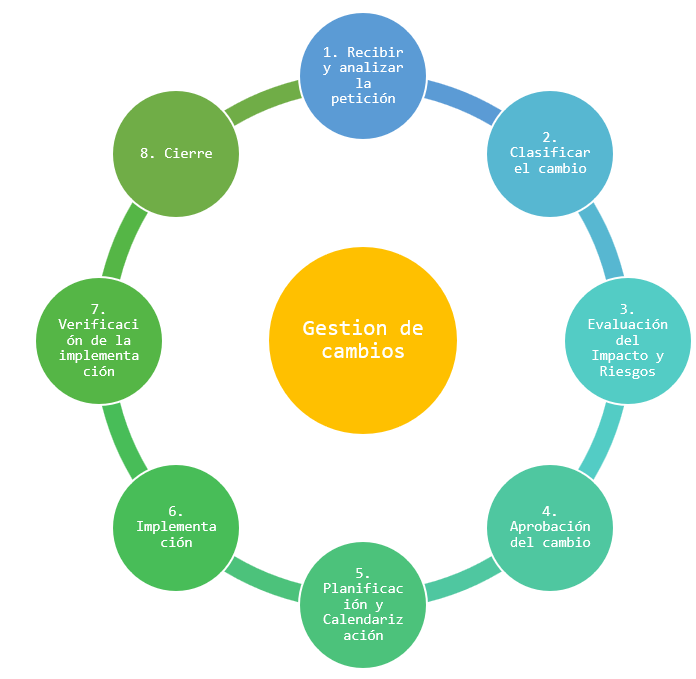 1. Recibir
y analizar
la
petición
2.
Clasificar
el cambio
3.
Evaluación
del
Impacto y
Riesgos
4.
Aprobación
del cambio
5.
Planificac
ión y
Calendariz
ación
6.
Implementa
ción
7.
Verificaci
ón de la
implementa
ción
8. Cierre
Gestion de
cambios